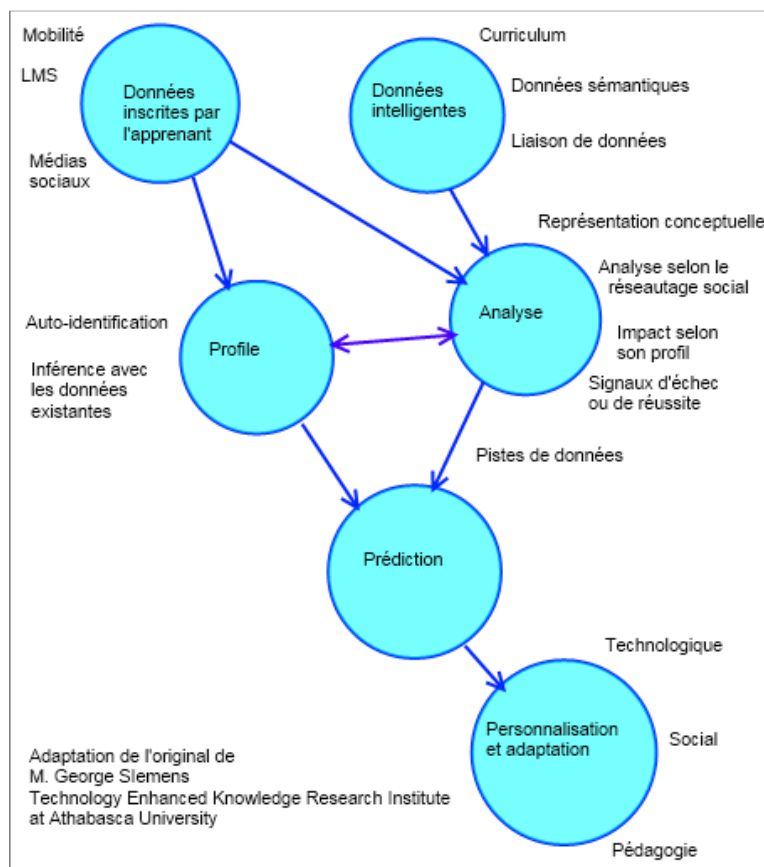 Mobilité
LMS
Données
inscrites par
l'apprenant
Médias
sociaux
Curriculum
Données
intelligentes
Données sémantiques
Liaison de données
Représentation conceptuelle
Analyse selon le
réseautage social
Analyse
Impact selon
son profil
Signaux d'échec
ou de réussite
Auto-identification
Profile
Inférence avec
les données
existantes
Pistes de données
Prédiction
Technologique
Personnalisation
et adaptation
Social
Pédagogie
Adaptation de l'original de
M. George Slemens
Technology Enhanced Knowledge Research Institute
at Athabasca University